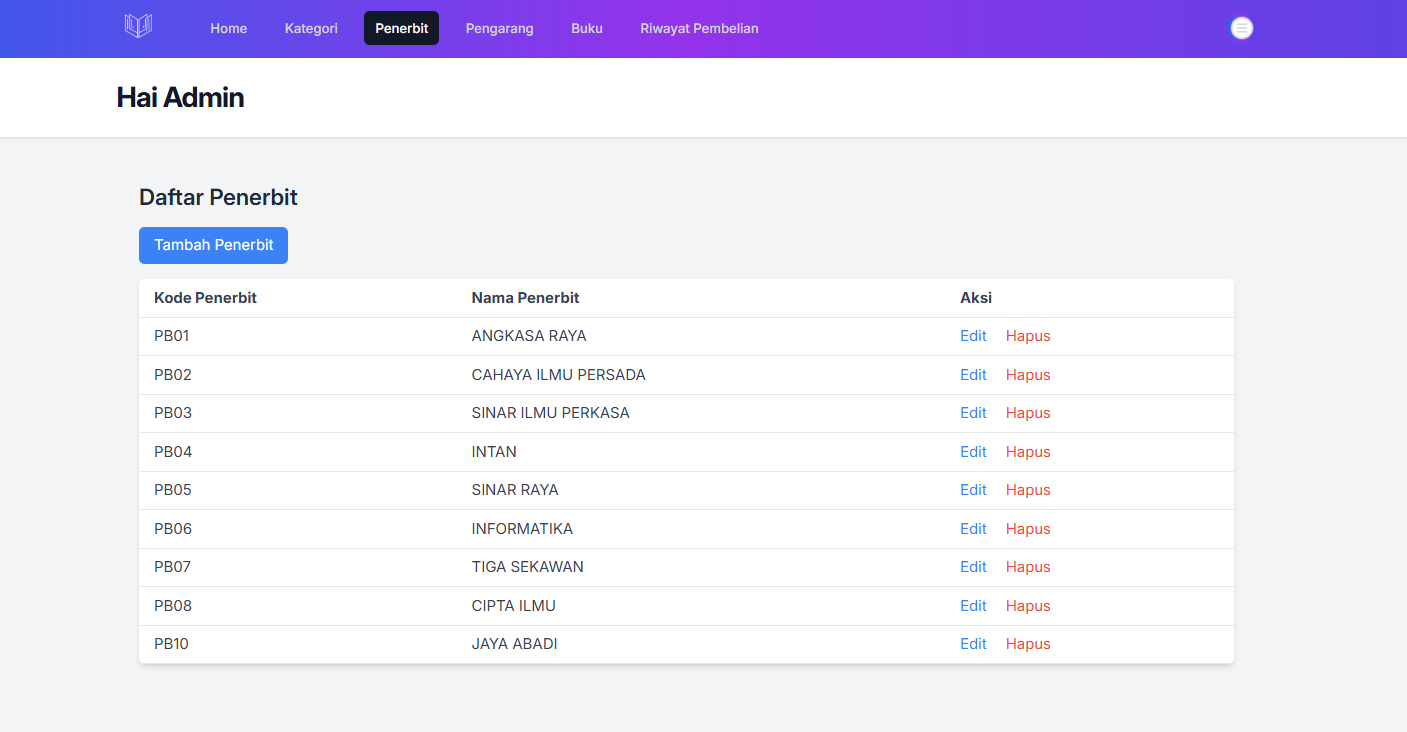 Home Kategori Penerbit Pengarang Buku Riwayat Pembelian
Hai Admin
Daftar Penerbit
Tambah Penerbit
Kode Penerbit Nama Penerbit Aksi
PB01 ANGKASA RAYA Edit Hapus
PB02 CAHAYA ILMU PERSADA Edit Hapus
PB03 SINAR ILMU PERKASA Edit Hapus
PB04 INTAN Edit Hapus
PB05 SINAR RAYA Edit Hapus
PB06 INFORMATIKA Edit Hapus
PB07 TIGA SEKAWAN Edit Hapus
PB08 CIPTA ILMU Edit Hapus
PB10 JAYA ABADI Edit Hapus